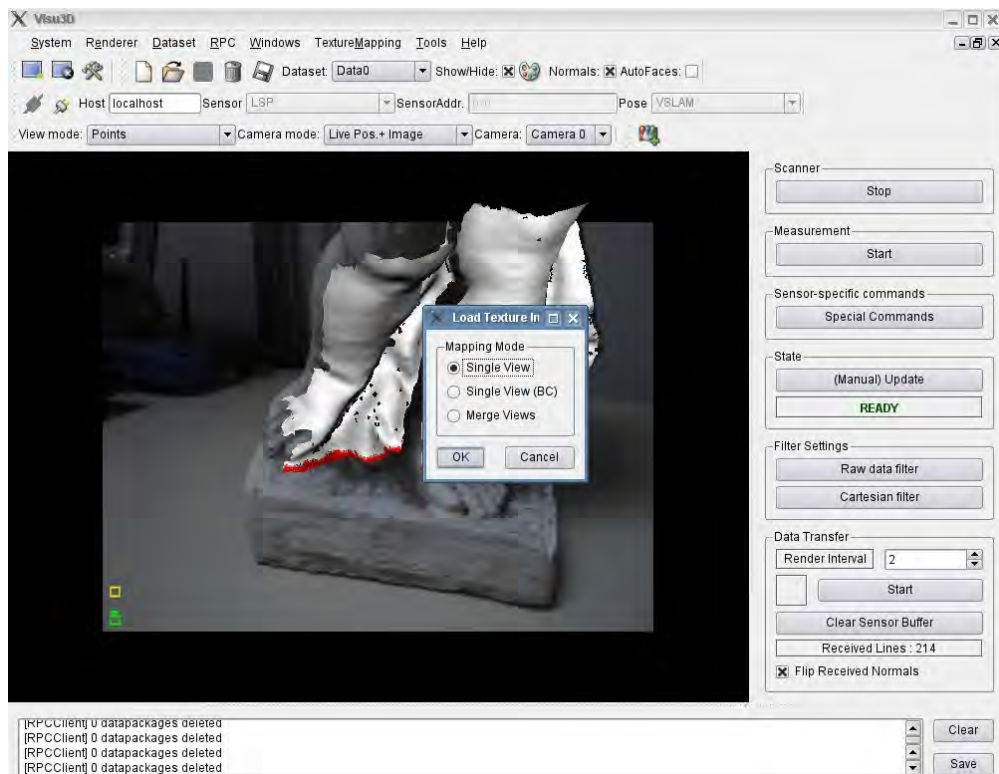 Visu3D
System Renderer Dataset RPC Windows TextureMapping Tools Help
Dataset: Data0 Show/Hide: Normals: AutoFaces:
Host localhost Sensor LSP SensorAddr. Pose VSLAM
View mode: Points Camera mode: Live Pos.+ Image Camera: Camera 0
Scanner
Stop
Measurement
Start
Sensor-specific commands
Special Commands
Load Texture In
Mapping Mode
Single View
Single View (BC)
Merge Views
OK Cancel
State
(Manual) Update
READY
Filter Settings
Raw data filter
Cartesian filter
Data Transfer
Render Interval 2
Start
Clear Sensor Buffer
Received Lines : 214
Flip Received Normals
[RPCClient] 0 datapackages deleted
[RPCClient] 0 datapackages deleted
[RPCClient] 0 datapackages deleted
[RPCClient] 0 datapackages deleted
Clear
Save